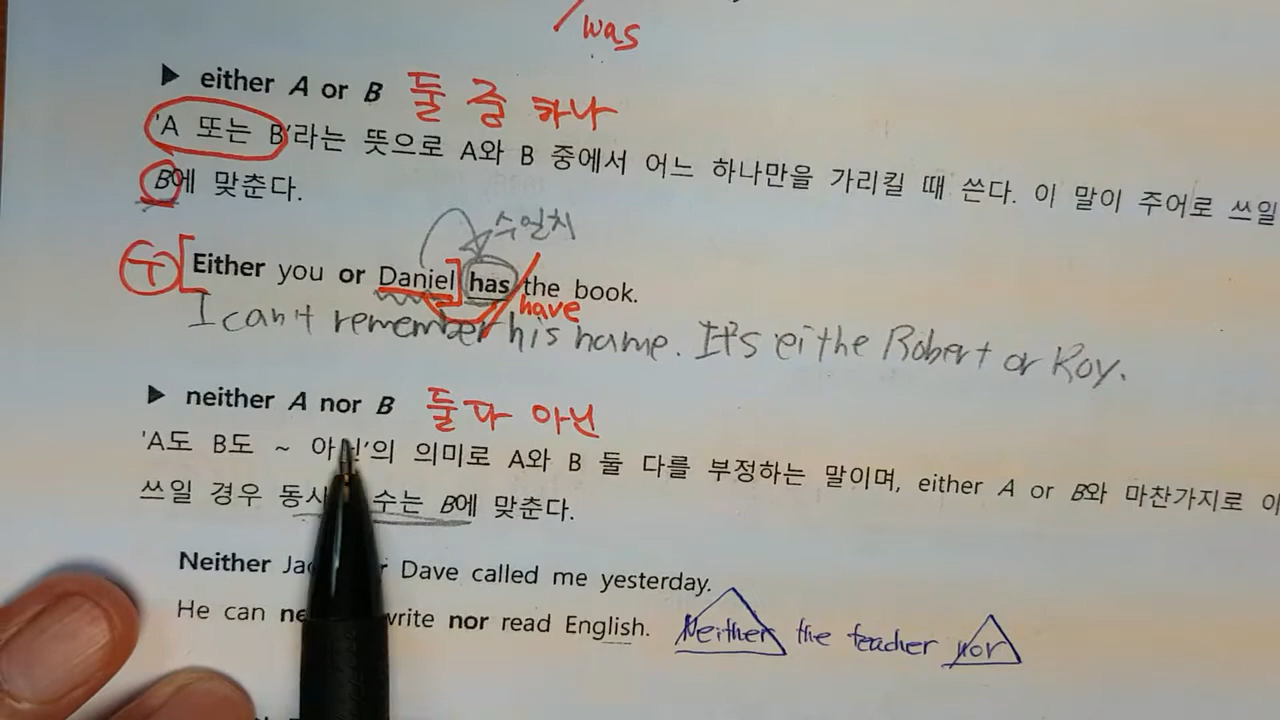 was
▶ either A or B 둘 중 하나
'A 또는 B'라는 뜻으로 A와 B 중에서 어느 하나만을 가리킬 때 쓴다. 이 말이 주어로 쓰일
B에 맞춘다.
수일치
Either you or Daniel has the book.
have
I can't remember his name. It's eithe Robert or Roy.
▶ neither A nor B 둘다 아닌
'A도 B도 ~ 아닌'의 의미로 A와 B 둘 다를 부정하는 말이며, either A or B와 마찬가지로 이
쓰일 경우 동사 수는 B에 맞춘다.
Neither Dave called me yesterday.
He can write nor read English. Neither the teacher nor